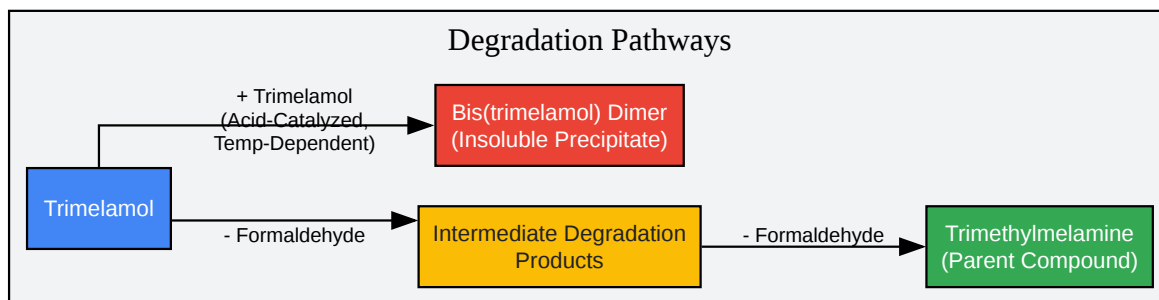 Degradation Pathways
+ Trimelamol
(Acid-Catalyzed,
Temp-Dependent)
Bis(trimelamol) Dimer
(Insoluble Precipitate)
Trimelamol
- Formaldehyde
Intermediate Degradation
Products
- Formaldehyde
Trimethylmelamine
(Parent Compound)